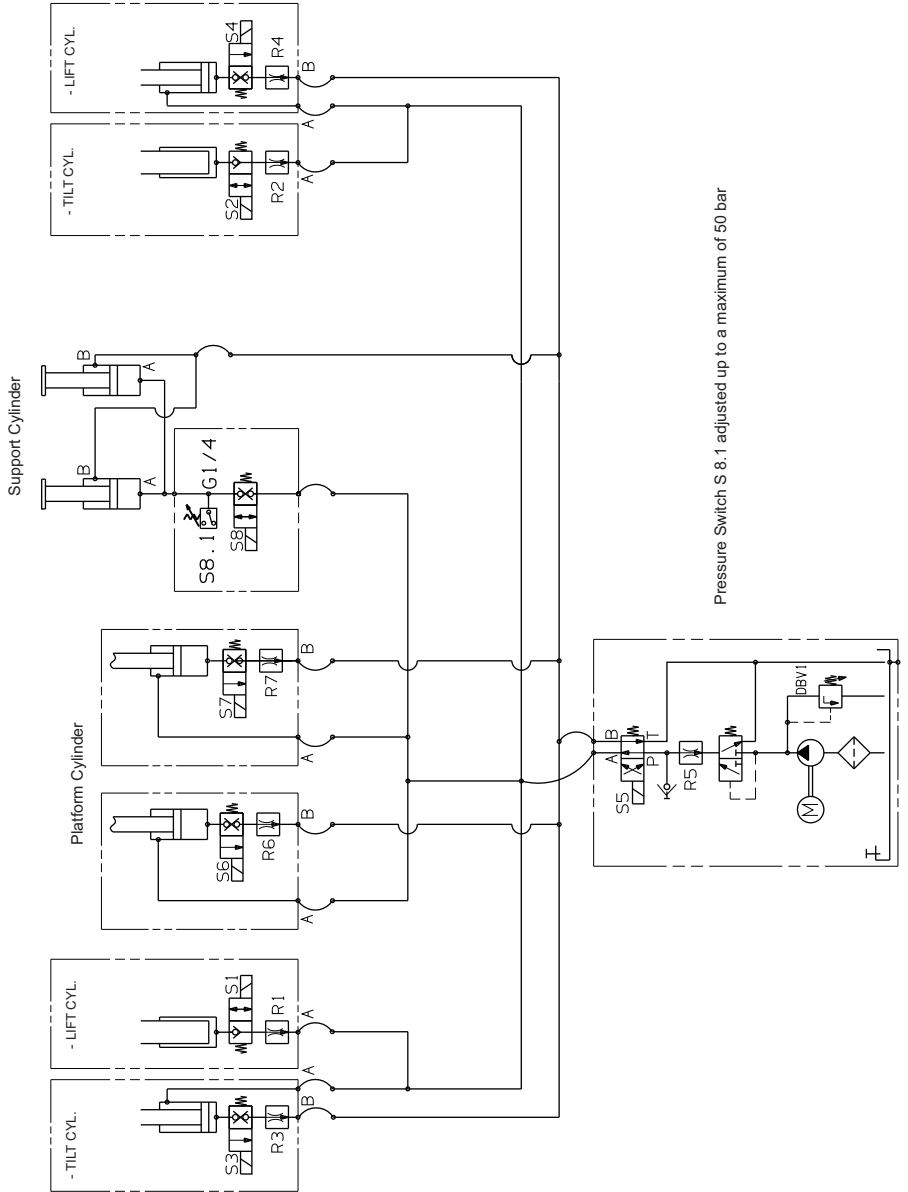 Support Cylinder
Platform Cylinder
- TILT CYL.
- LIFT CYL.
- TILT CYL.
- LIFT CYL.
S3
R3
B
A
S1
R1
A
S6
R6
A
B
S7
R7
A
B
S8.1
G1/4
S8
A
B
A
B
S2
R2
A
S4
R4
A
B
S5
A
B
P
T
R5
M
DBV1
Pressure Switch S 8.1 adjusted up to a maximum of 50 bar